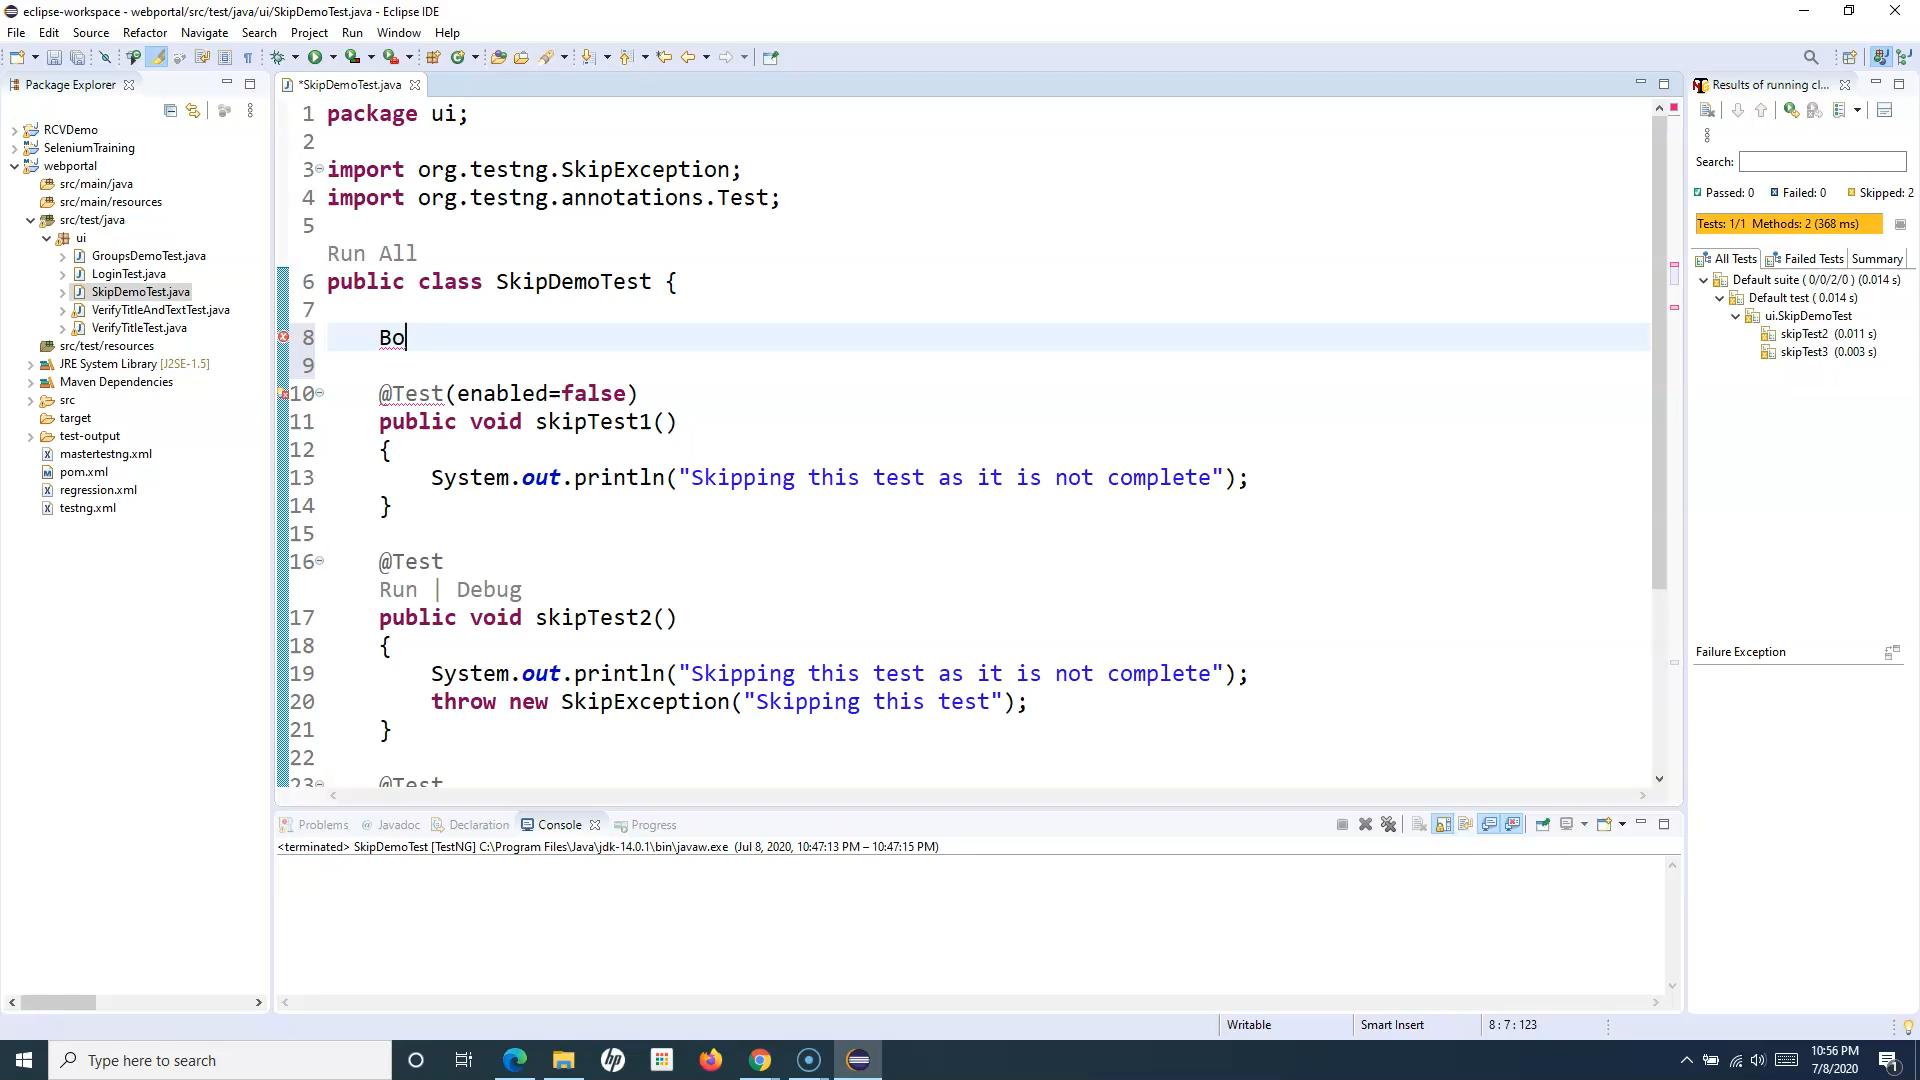 eclipse-workspace - webportal/src/test/java/ui/SkipDemoTest.java - Eclipse IDE
File Edit Source Refactor Navigate Search Project Run Window Help
Package Explorer
RCVDemo
SeleniumTraining
webportal
src/main/java
src/main/resources
src/test/java
ui
GroupsDemoTest.java
LoginTest.java
SkipDemoTest.java
VerifyTitleAndTextTest.java
VerifyTitleTest.java
src/test/resources
JRE System Library [J2SE-1.5]
Maven Dependencies
src
target
test-output
mastertestng.xml
pom.xml
regression.xml
testng.xml
*SkipDemoTest.java
1 package ui;
2
3 import org.testng.SkipException;
4 import org.testng.annotations.Test;
5
Run All
6 public class SkipDemoTest {
7
8 Bo
9
10 @Test(enabled=false)
11 public void skipTest1()
12 {
13 System.out.println("Skipping this test as it is not complete");
14 }
15
16 @Test
Run | Debug
17 public void skipTest2()
18 {
19 System.out.println("Skipping this test as it is not complete");
20 throw new SkipException("Skipping this test");
21 }
22
23 @Test
Problems Javadoc Declaration Console Progress
<terminated> SkipDemoTest [TestNG] C:\Program Files\Java\jdk-14.0.1\bin\javaw.exe (Jul 8, 2020, 10:47:13 PM – 10:47:15 PM)
Results of running cl...
Search:
Passed: 0 Failed: 0 Skipped: 2
Tests: 1/1 Methods: 2 (368 ms)
All Tests Failed Tests Summary
Default suite ( 0/0/2/0 ) (0.014 s)
Default test ( 0.014 s)
ui.SkipDemoTest
skipTest2 (0.011 s)
skipTest3 (0.003 s)
Failure Exception
Writable Smart Insert 8 : 7 : 123
Type here to search
10:56 PM
7/8/2020